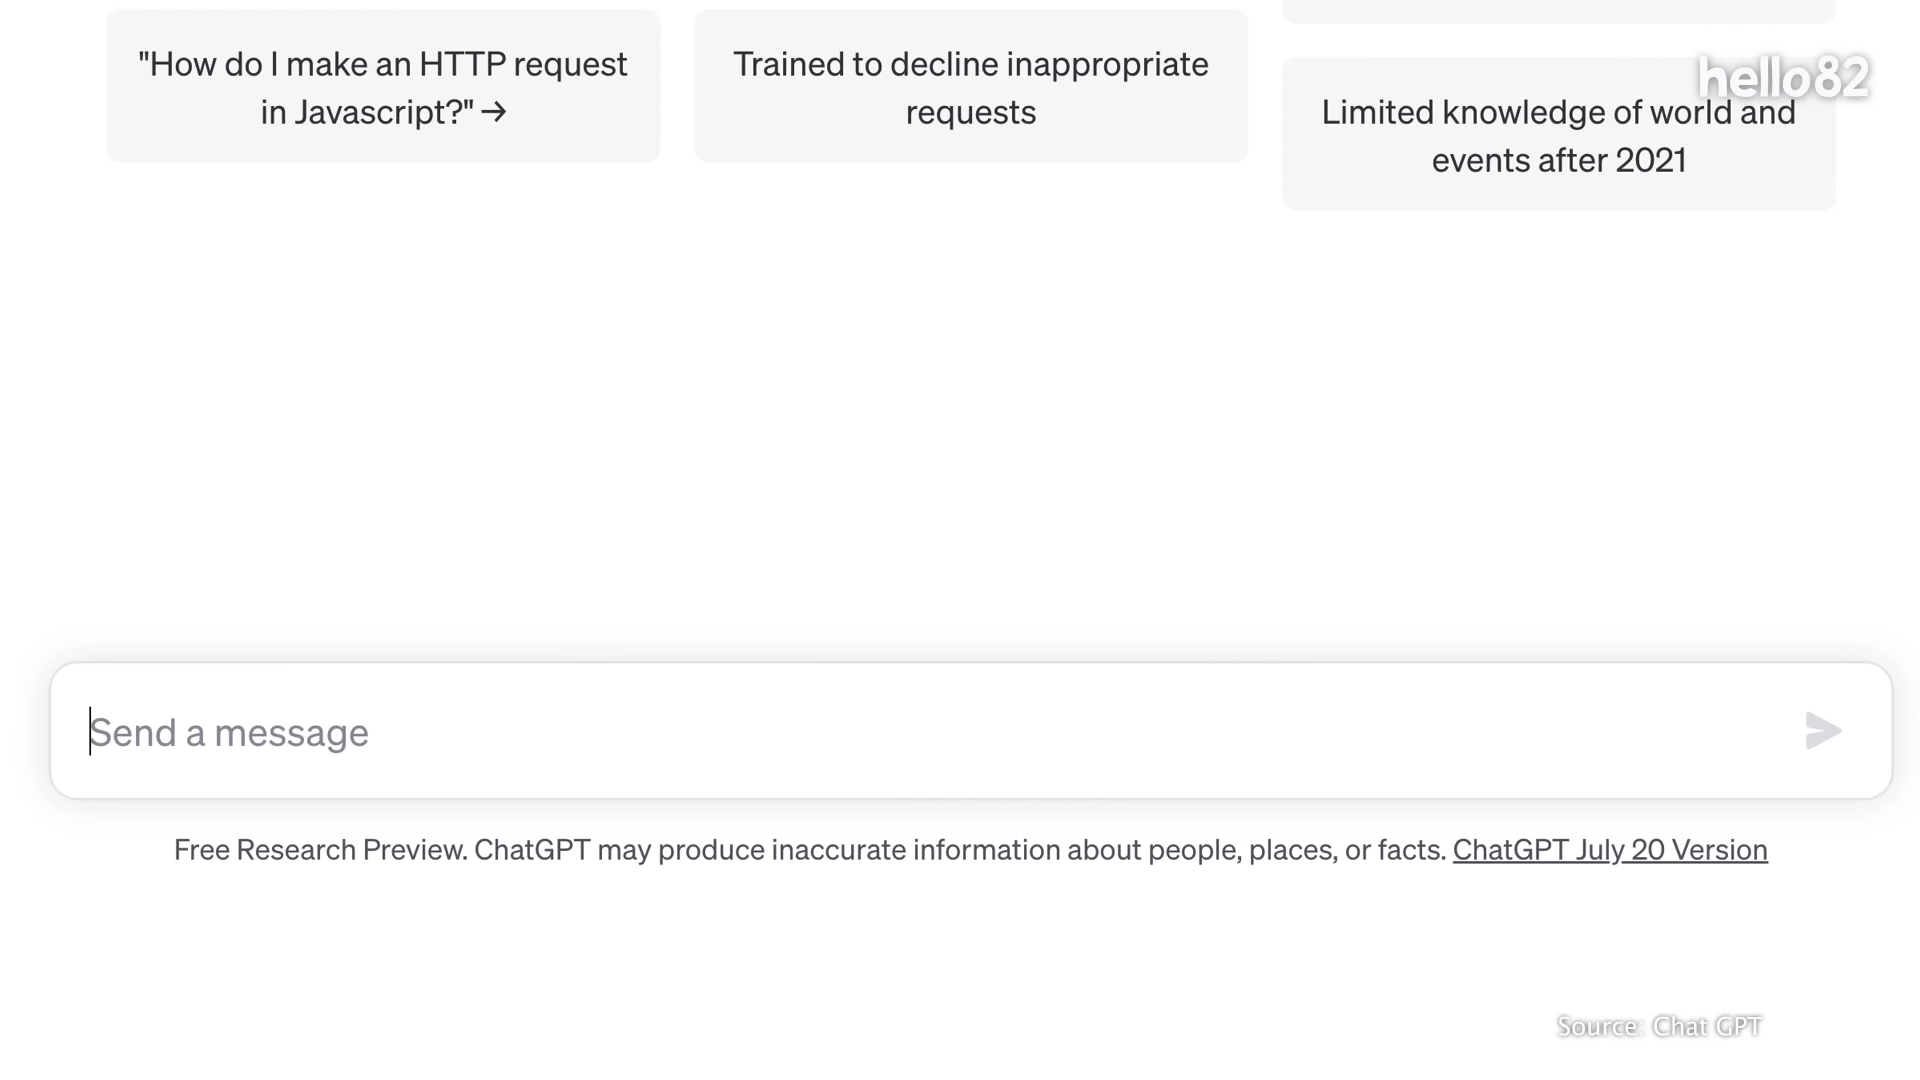 "How do I make an HTTP request
in Javascript?" →
Trained to decline inappropriate
requests
hello82
Limited knowledge of world and
events after 2021
Send a message
Free Research Preview. ChatGPT may produce inaccurate information about people, places, or facts. ChatGPT July 20 Version
Source: Chat GPT